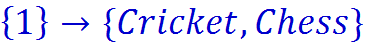 {1} → {Cricket, Chess}